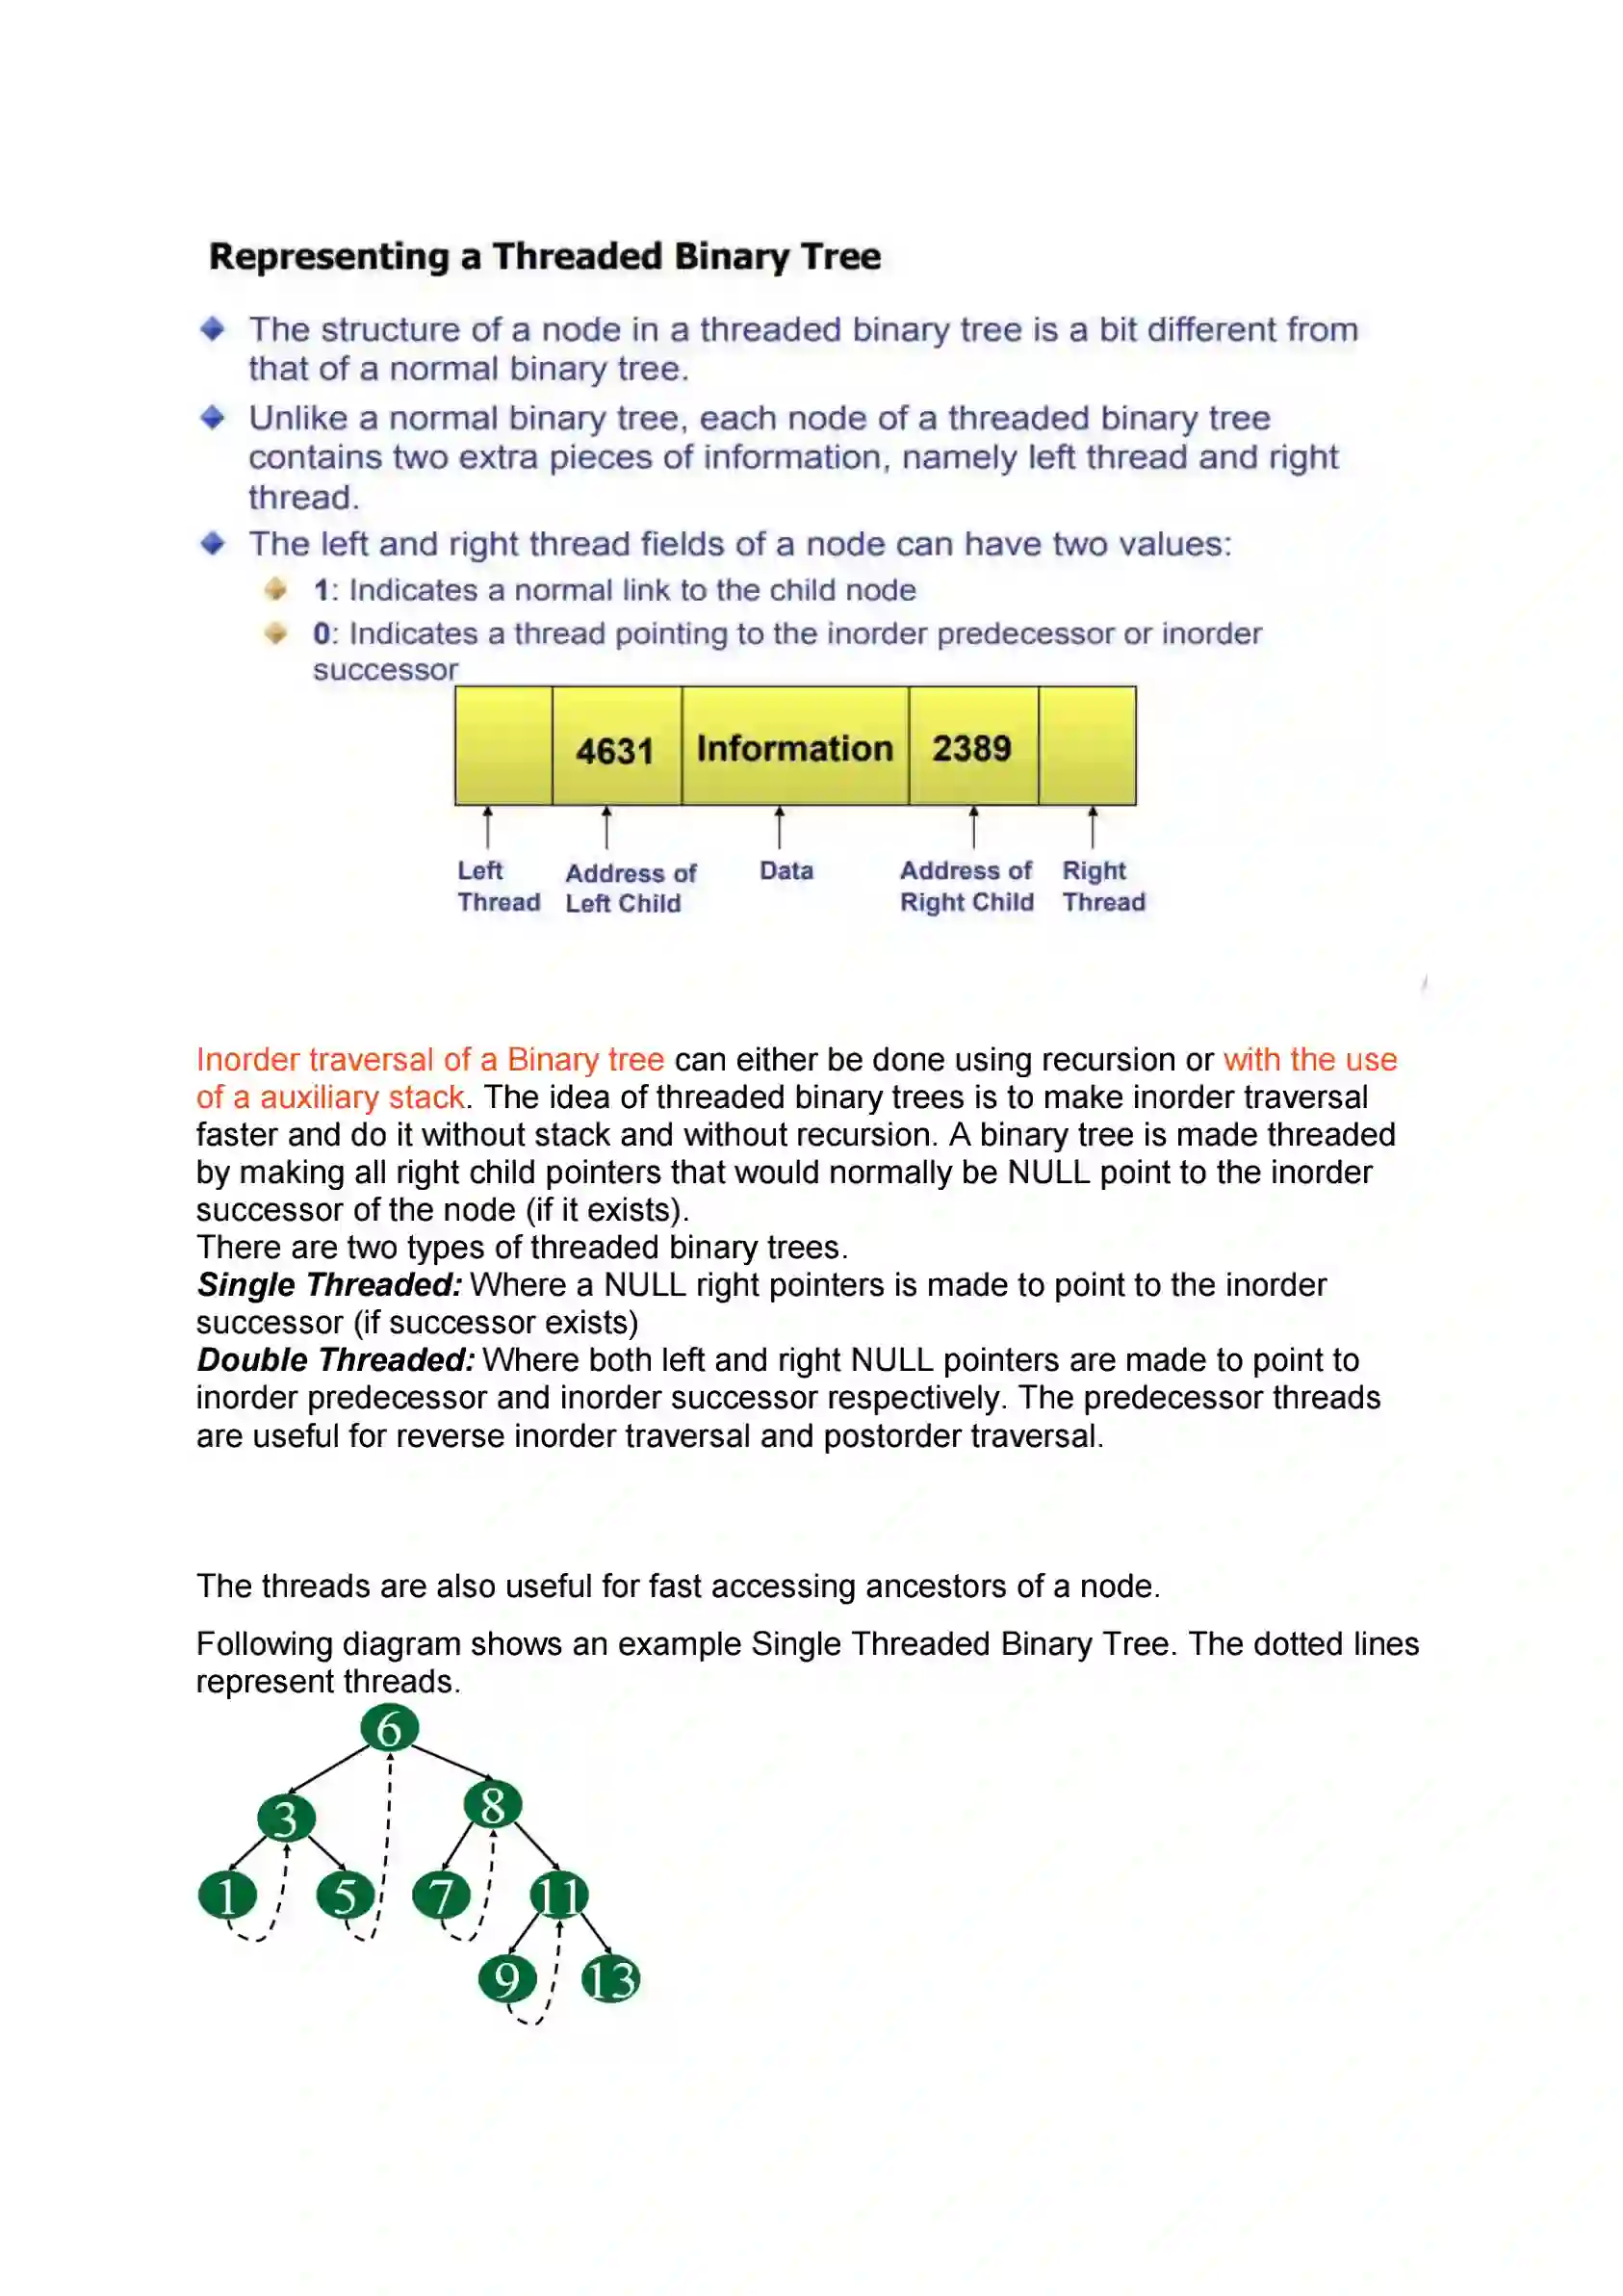 Representing a Threaded Binary Tree
The structure of a node in a threaded binary tree is a bit different from
that of a normal binary tree.
Unlike a normal binary tree, each node of a threaded binary tree
contains two extra pieces of information, namely left thread and right
thread.
The left and right thread fields of a node can have two values:
1: Indicates a normal link to the child node
0: Indicates a thread pointing to the inorder predecessor or inorder
successor
4631 Information 2389
Left Address of Data Address of Right
Thread Left Child Right Child Thread
Inorder traversal of a Binary tree can either be done using recursion or with the use
of a auxiliary stack. The idea of threaded binary trees is to make inorder traversal
faster and do it without stack and without recursion. A binary tree is made threaded
by making all right child pointers that would normally be NULL point to the inorder
successor of the node (if it exists).
There are two types of threaded binary trees.
Single Threaded: Where a NULL right pointers is made to point to the inorder
successor (if successor exists)
Double Threaded: Where both left and right NULL pointers are made to point to
inorder predecessor and inorder successor respectively. The predecessor threads
are useful for reverse inorder traversal and postorder traversal.
The threads are also useful for fast accessing ancestors of a node.
Following diagram shows an example Single Threaded Binary Tree. The dotted lines
represent threads.
6
3 8
1 5 7 11
9 13